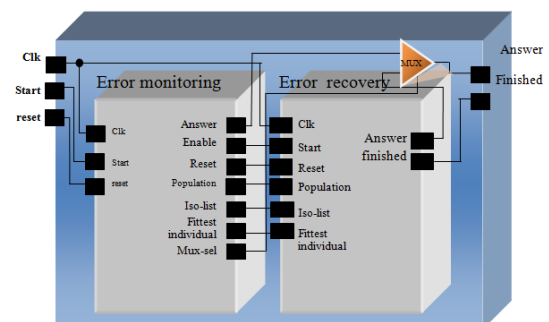 Clk
Start
reset
Error monitoring
Clk
Start
reset
Answer
Enable
Reset
Population
Iso-list
Fittest
individual
Mux-sel
Error recovery
Clk
Start
Reset
Population
Iso-list
Fittest
individual
Answer
finished
MUX
Answer
Finished